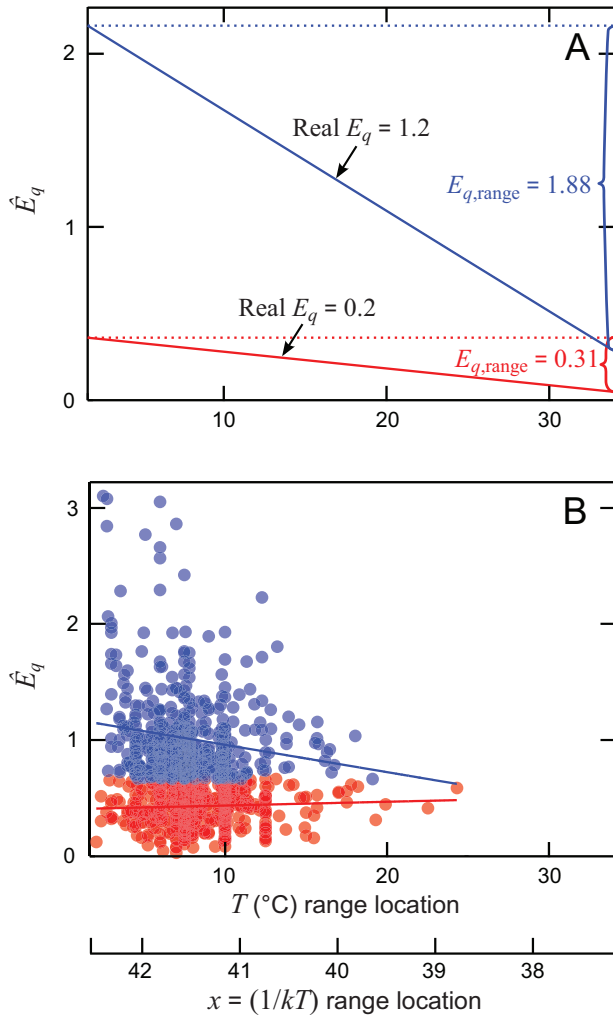 A
2
Real E_q = 1.2
E_q,range = 1.88
Ê_q
1
Real E_q = 0.2
E_q,range = 0.31
0
10 20 30
B
3
2
Ê_q
1
0
10 20 30
T (°C) range location
42 41 40 39 38
x = (1/kT) range location